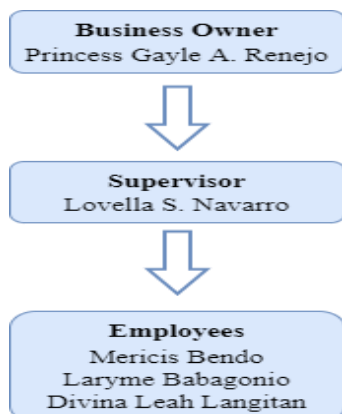 Business Owner
Princess Gayle A. Renejo
Supervisor
Lovella S. Navarro
Employees
Mericis Bendo
Laryme Babagonio
Divina Leah Langitan